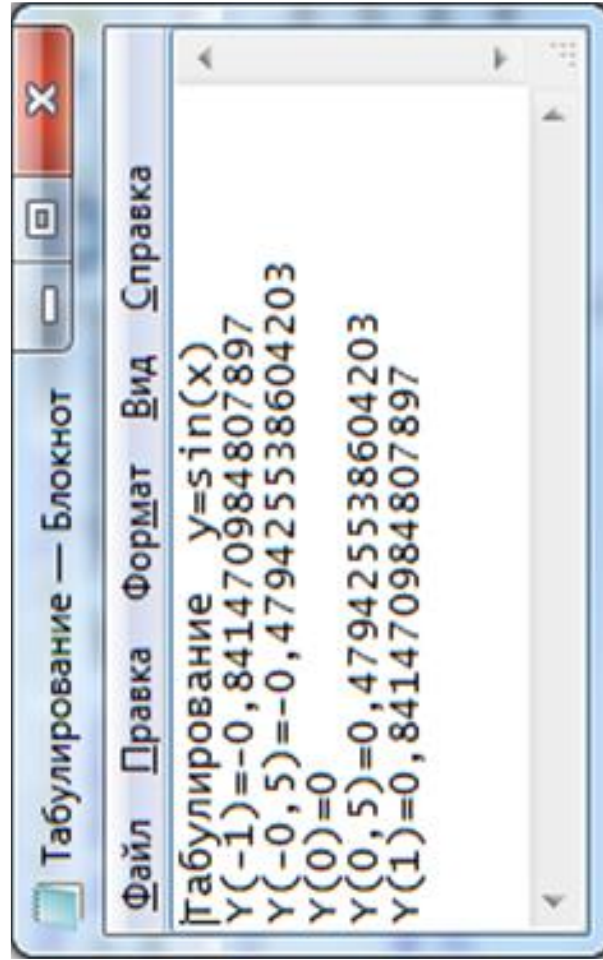 Табулирование — Блокнот
Файл Правка Формат Вид Справка
Табулирование y=sin(x)
Y(-1)=-0,841470984807897
Y(-0,5)=-0,479425538604203
Y(0)=0
Y(0,5)=0,479425538604203
Y(1)=0,841470984807897